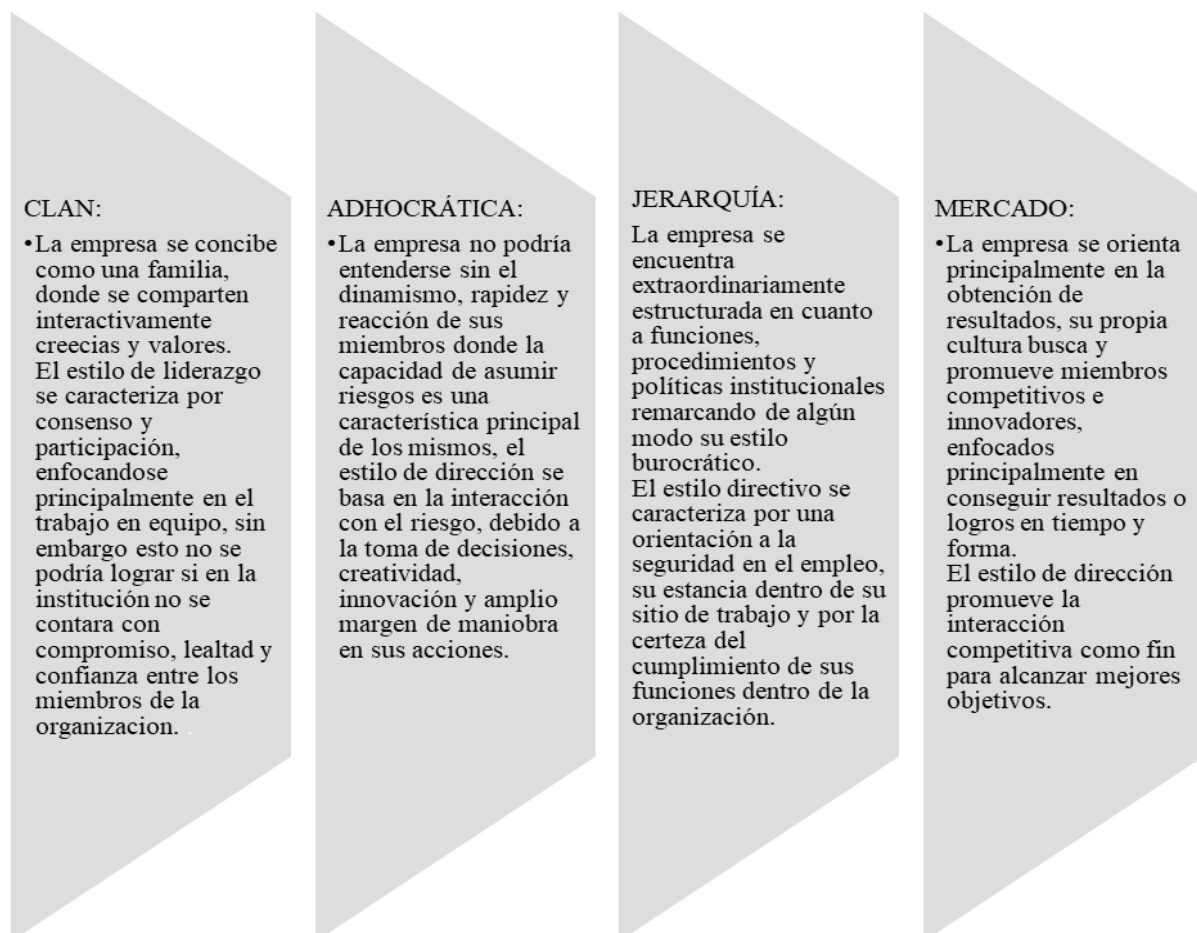 CLAN:
•La empresa se concibe
como una familia,
donde se comparten
interactivamente
creecias y valores.
El estilo de liderazgo
se caracteriza por
consenso y
participación,
enfocandose
principalmente en el
trabajo en equipo, sin
embargo esto no se
podría lograr si en la
institución no se
contara con
compromiso, lealtad y
confianza entre los
miembros de la
organizacion. .
ADHOCRÁTICA:
•La empresa no podría
entenderse sin el
dinamismo, rapidez y
reacción de sus
miembros donde la
capacidad de asumir
riesgos es una
característica principal
de los mismos, el
estilo de dirección se
basa en la interacción
con el riesgo, debido a
la toma de decisiones,
creatividad,
innovación y amplio
margen de maniobra
en sus acciones.
JERARQUÍA:
La empresa se
encuentra
extraordinariamente
estructurada en cuanto
a funciones,
procedimientos y
políticas institucionales
remarcando de algún
modo su estilo
burocrático.
El estilo directivo se
caracteriza por una
orientación a la
seguridad en el empleo,
su estancia dentro de su
sitio de trabajo y por la
certeza del
cumplimiento de sus
funciones dentro de la
organización.
MERCADO:
•La empresa se orienta
principalmente en la
obtención de
resultados, su propia
cultura busca y
promueve miembros
competitivos e
innovadores,
enfocados
principalmente en
conseguir resultados o
logros en tiempo y
forma.
El estilo de dirección
promueve la
interacción
competitiva como fin
para alcanzar mejores
objetivos.